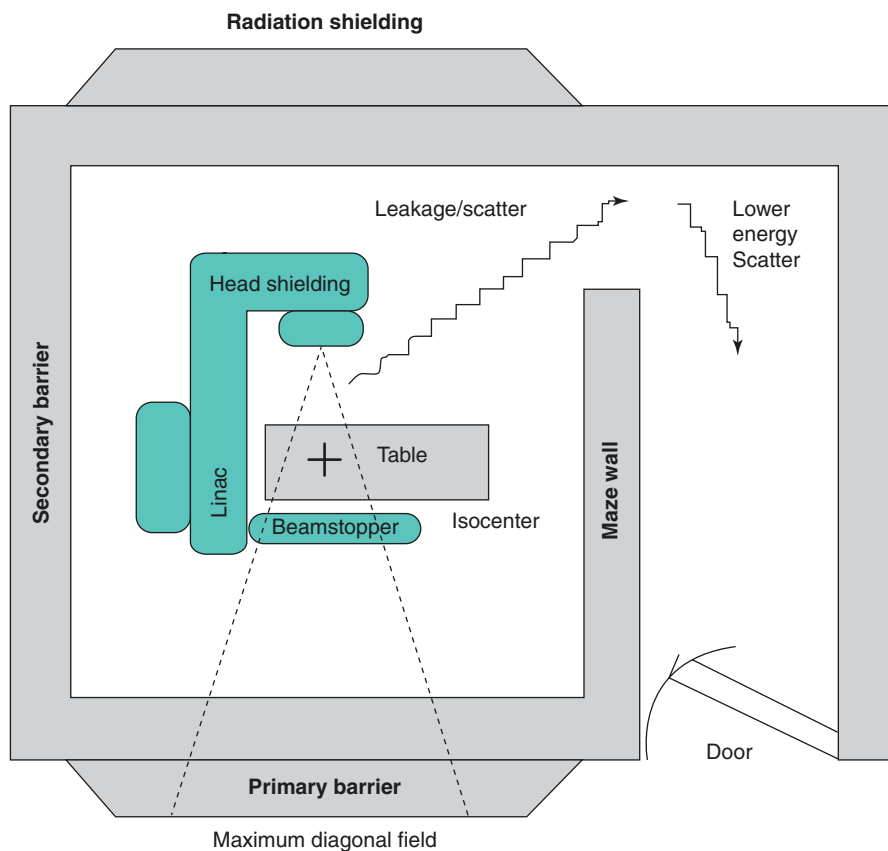 Radiation shielding
Leakage/scatter
Lower
energy
Scatter
Head shielding
Secondary barrier
Linac
Table
Maze wall
Isocenter
Beamstopper
Door
Primary barrier
Maximum diagonal field